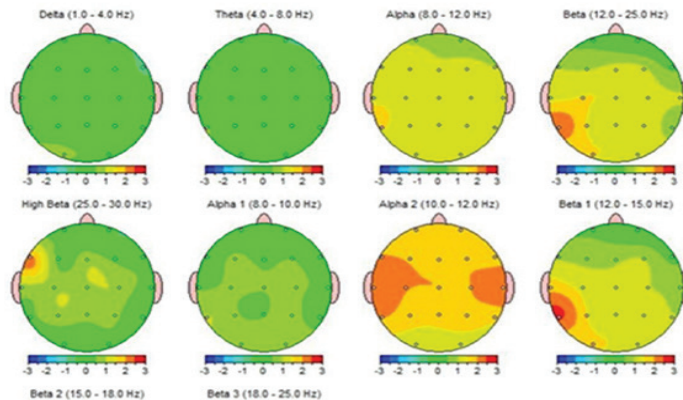 Delta (1.0 - 4.0 Hz) Theta (4.0 - 8.0 Hz) Alpha (8.0 - 12.0 Hz) Beta (12.0 - 25.0 Hz)
-3 -2 -1 0 1 2 3 -3 -2 -1 0 1 2 3 -3 -2 -1 0 1 2 3 -3 -2 -1 0 1 2 3
High Beta (25.0 - 30.0 Hz) Alpha 1 (8.0 - 10.0 Hz) Alpha 2 (10.0 - 12.0 Hz) Beta 1 (12.0 - 15.0 Hz)
-3 -2 -1 0 1 2 3 -3 -2 -1 0 1 2 3 -3 -2 -1 0 1 2 3 -3 -2 -1 0 1 2 3
Beta 2 (15.0 - 18.0 Hz) Beta 3 (18.0 - 25.0 Hz)